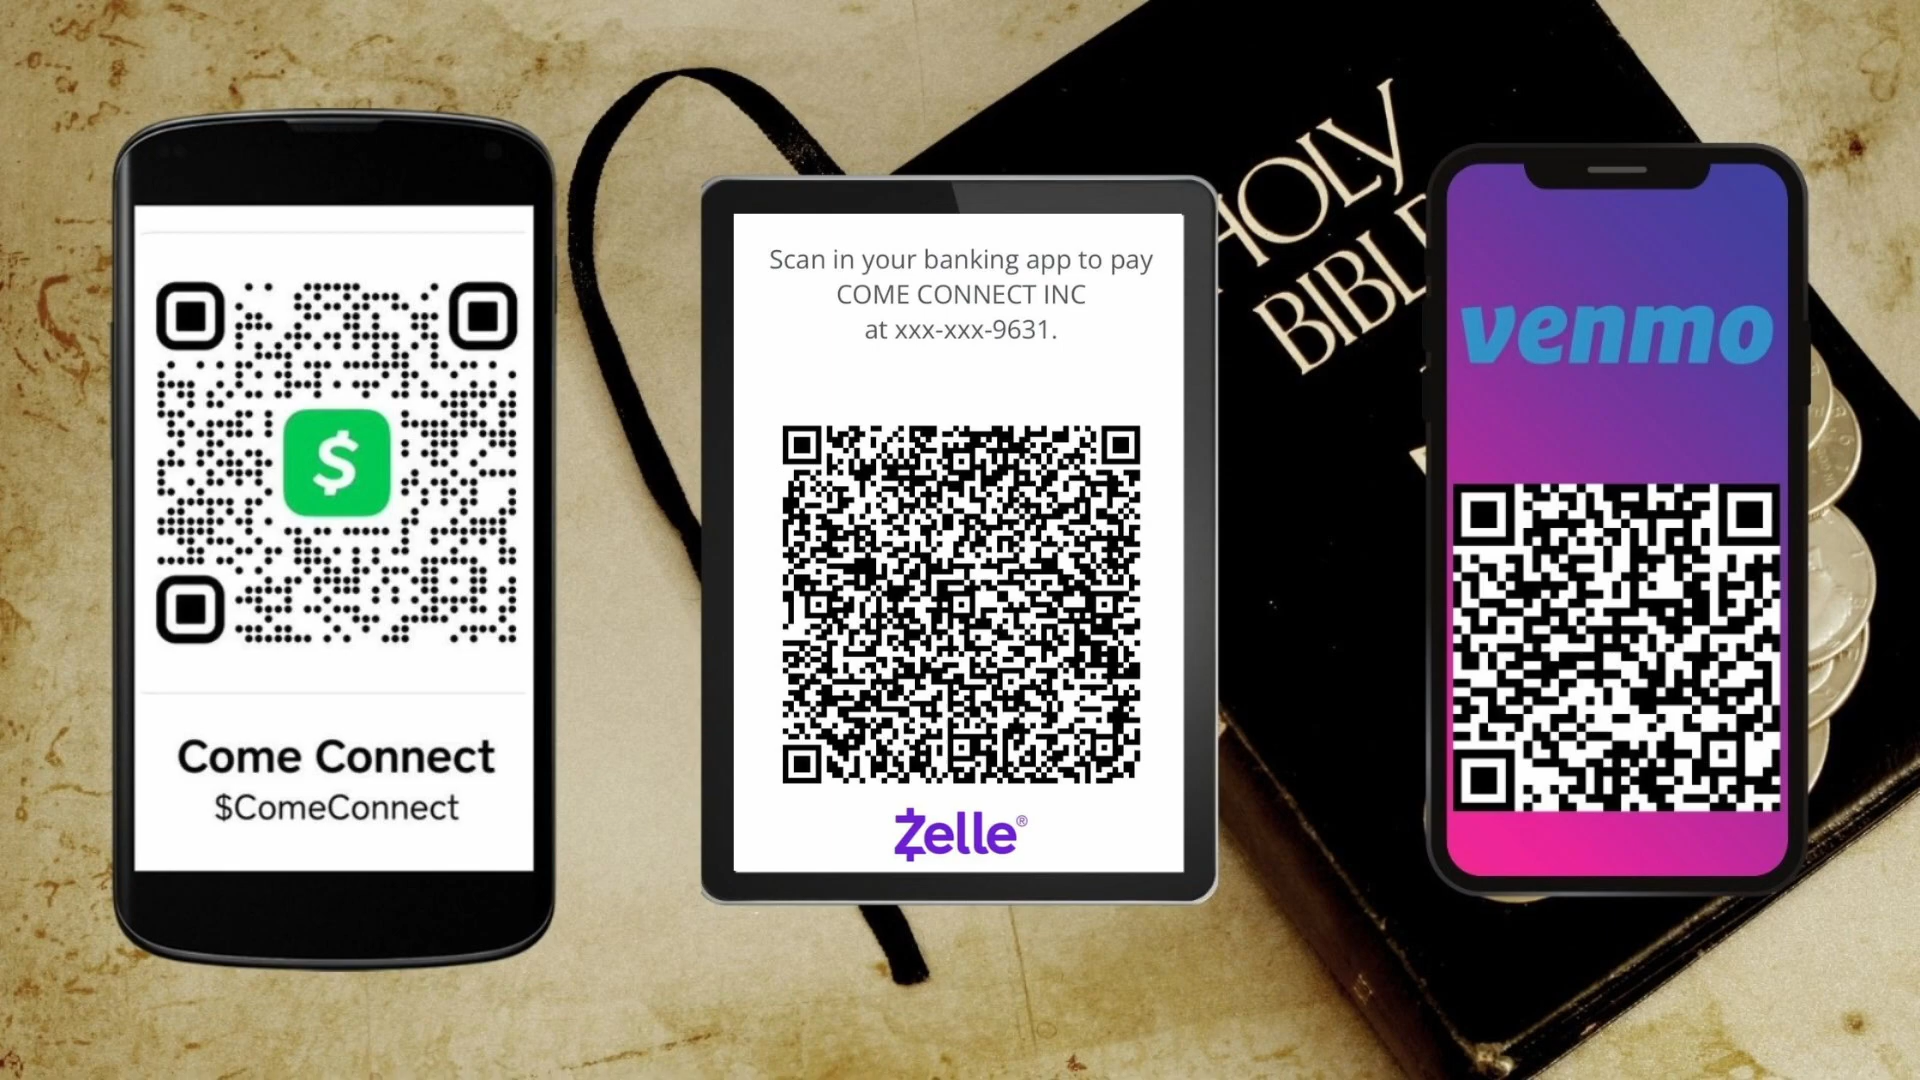 $
Come Connect
$ComeConnect
Scan in your banking app to pay
COME CONNECT INC
at xxx-xxx-9631.
Zelle®
HOLY
BIBLE
venmo